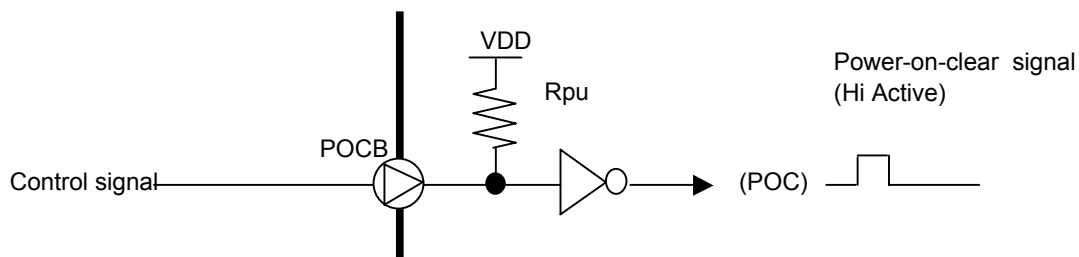 VDD
Power-on-clear signal
(Hi Active)
Rpu
POCB
Control signal
(POC)